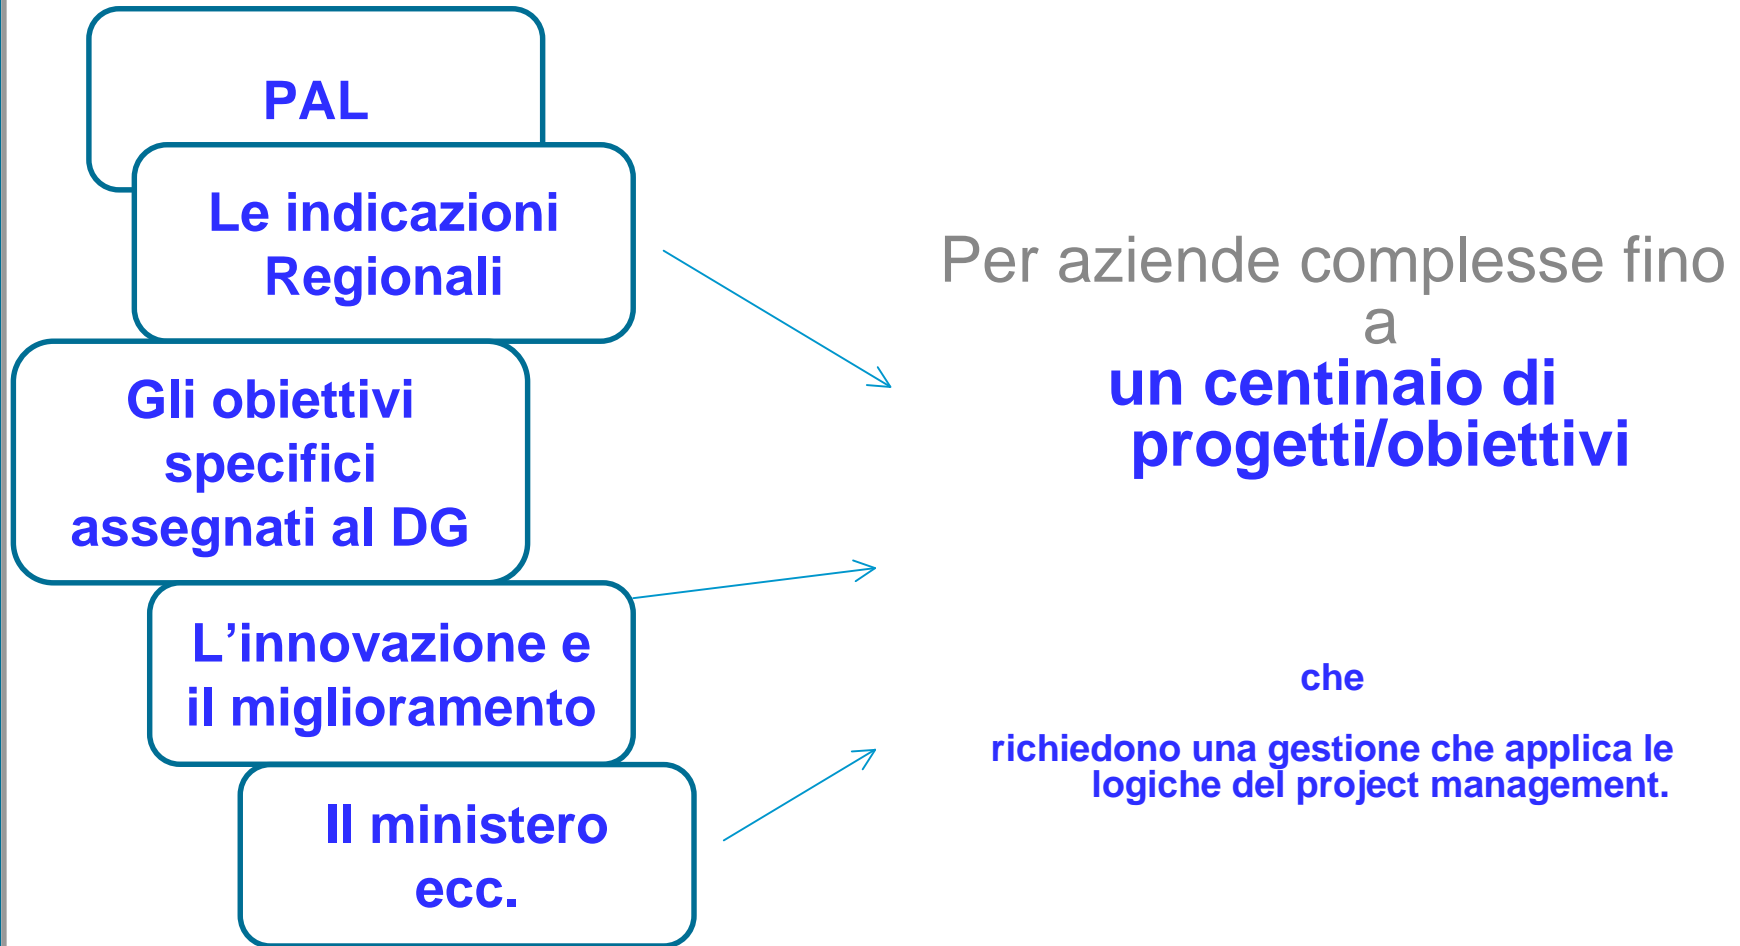 PAL
Le indicazioni
Regionali
Gli obiettivi
specifici
assegnati al DG
L’innovazione e
il miglioramento
Il ministero
ecc.
Per aziende complesse fino
a
un centinaio di
progetti/obiettivi
che
richiedono una gestione che applica le
logiche del project management.